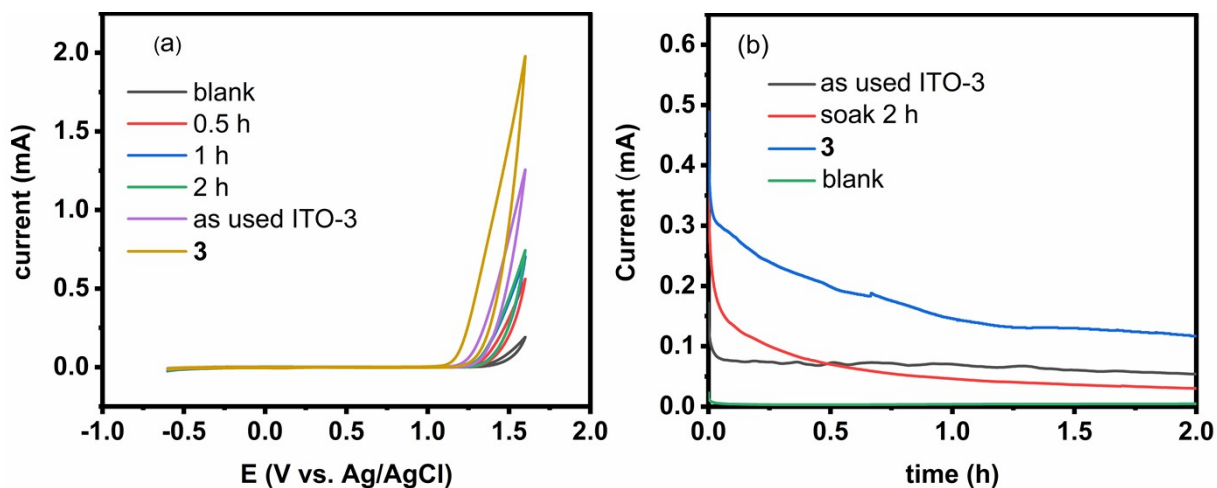 (a)
2.0
1.5
1.0
0.5
0.0
current (mA)
blank
0.5 h
1 h
2 h
as used ITO-3
3
-1.0 -0.5 0.0 0.5 1.0 1.5 2.0
E (V vs. Ag/AgCl)
(b)
0.6
0.5
0.4
0.3
0.2
0.1
0.0
Current (mA)
as used ITO-3
soak 2 h
3
blank
0.0 0.5 1.0 1.5 2.0
time (h)